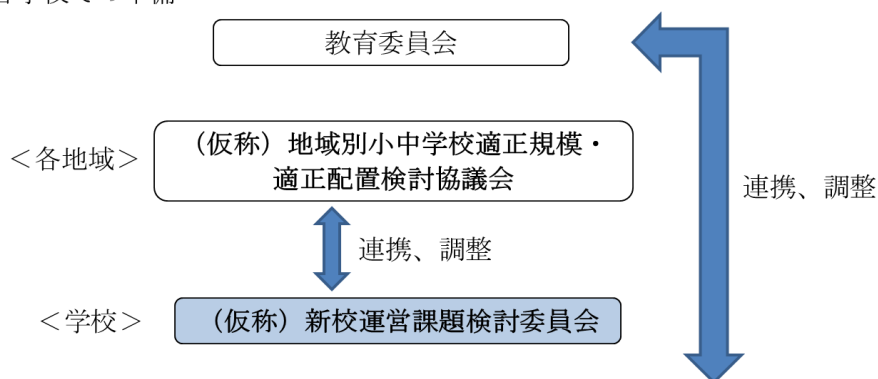 教育委員会
＜各地域＞
（仮称）地域別小中学校適正規模・
適正配置検討協議会
連携、調整
連携、調整
＜学校＞
（仮称）新校運営課題検討委員会